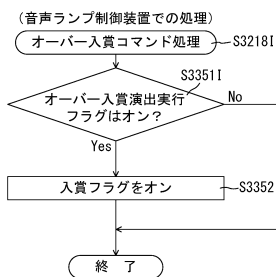 (音声ランプ制御装置での処理)
オーバー入賞コマンド処理
S3218I
S3351I
オーバー入賞演出実行
フラグはオン?
No
Yes
入賞フラグをオン
S3352
終 了